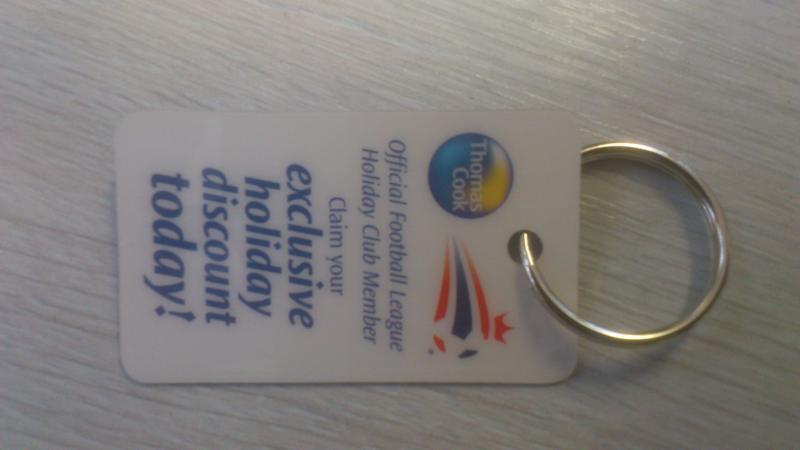 Thomas
Cook
Official Football League
Holiday Club Member
Claim your
exclusive
holiday
discount
today!